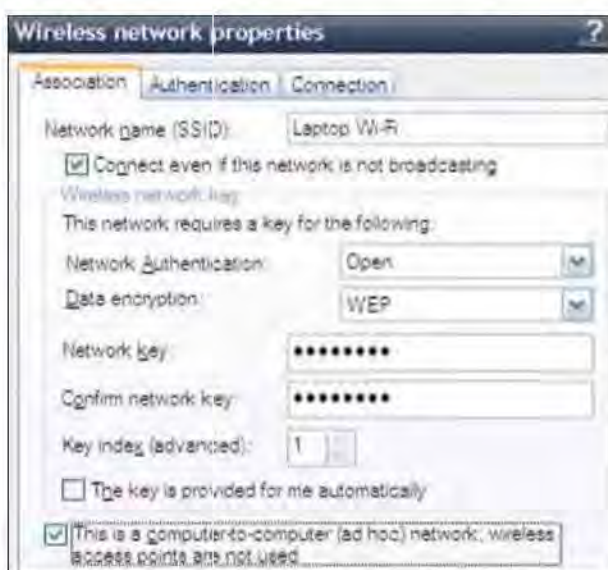 Wireless network properties ?
Association Authentication Connection
Network name (SSID): Laptop Wi-Fi
Connect even if this network is not broadcasting
Wireless network key
This network requires a key for the following:
Network Authentication: Open
Data encryption: WEP
Network key: ••••••••
Confirm network key: ••••••••
Key index (advanced): 1
The key is provided for me automatically
This is a computer-to-computer (ad hoc) network; wireless
access points are not used